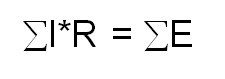 ∑I*R = ∑E